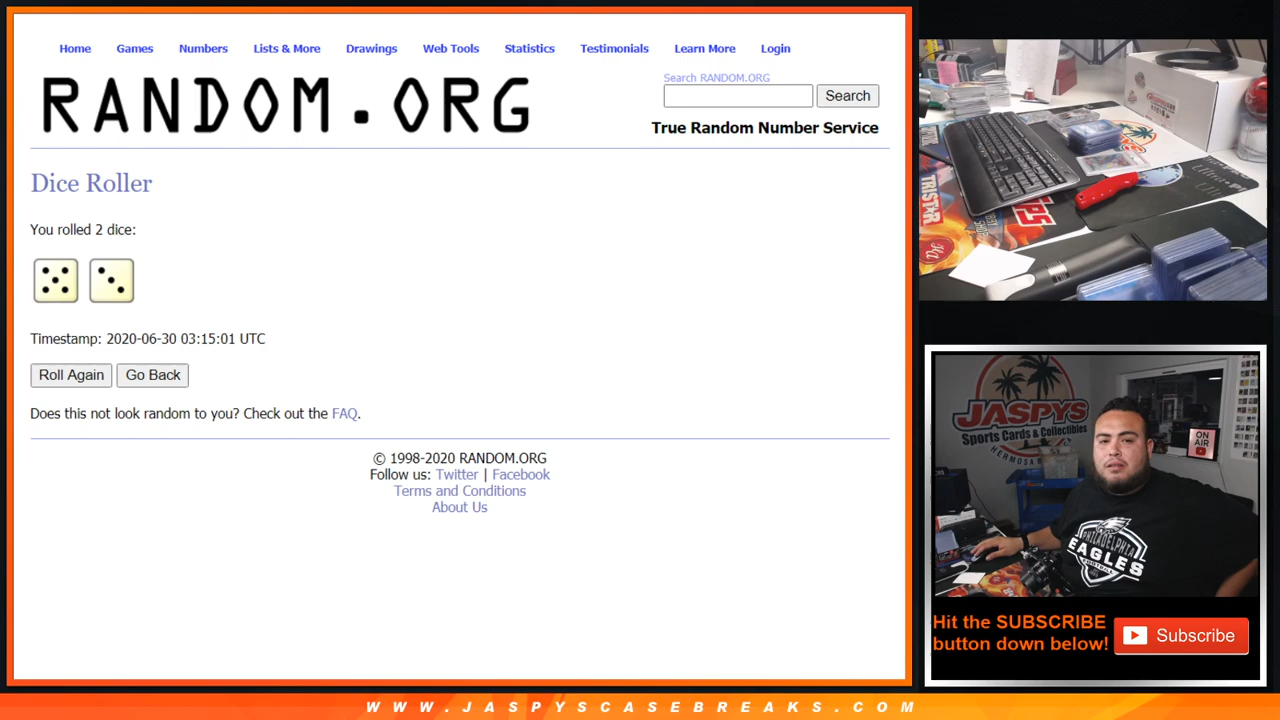 Home Games Numbers Lists & More Drawings Web Tools Statistics Testimonials Learn More Login
RANDOM.ORG
Search RANDOM.ORG
Search
True Random Number Service
Dice Roller
You rolled 2 dice:
Timestamp: 2020-06-30 03:15:01 UTC
Roll Again Go Back
Does this not look random to you? Check out the FAQ.
© 1998-2020 RANDOM.ORG
Follow us: Twitter | Facebook
Terms and Conditions
About Us
TRISTAR
JASPYS
Sports Cards & Collectibles
HERMOSA
ON
AIR
PHILADELPHIA
EAGLES
FOOTBALL
Hit the SUBSCRIBE
button down below!
Subscribe
WWW.JASPYSCASEBREAKS.COM